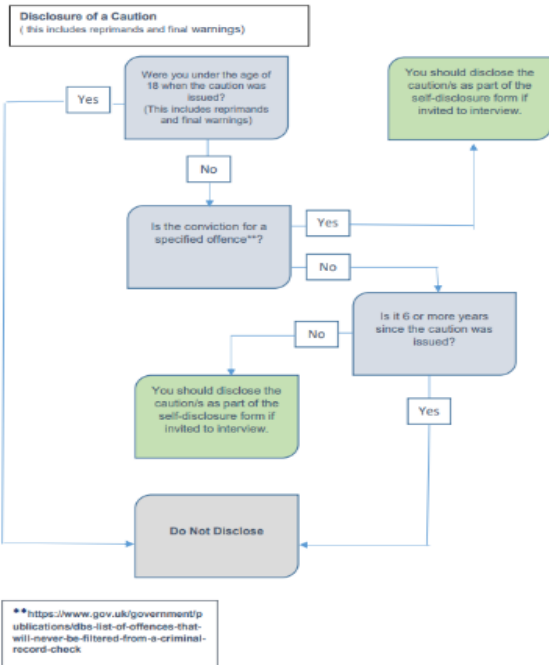 Disclosure of a Caution
( this includes reprimands and final warnings)
Were you under the age of
18 when the caution was
issued?
(This includes reprimands
and final warnings)
You should disclose the
caution/s as part of the
self-disclosure form if
invited to interview.
Yes
No
Is the conviction for a
specified offence**?
Yes
No
Is it 6 or more years
since the caution was
issued?
No
You should disclose the
caution/s as part of the
self-disclosure form if
invited to interview.
Yes
Do Not Disclose
**https://www.gov.uk/government/p
ublications/dbs-list-of-offences-that-
will-never-be-filtered-from-a-criminal-
record-check